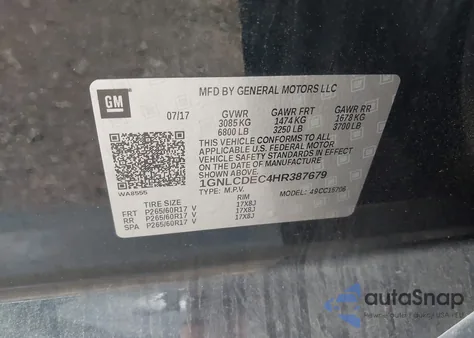 GM
MFD BY GENERAL MOTORS LLC
07/17 GVWR GAWR FRT GAWR RR
3085 KG 1474 KG 1678 KG
6800 LB 3250 LB 3700 LB
THIS VEHICLE CONFORMS TO ALL
APPLICABLE U.S. FEDERAL MOTOR
VEHICLE SAFETY STANDARDS IN
EFFECT ON THE DATE OF
MANUFACTURE SHOWN ABOVE.
1GNLCDEC4HR387679
TYPE: M.P.V. MODEL: 49CC15706
TIRE SIZE RIM
FRT P265/60R17 17X8J
RR P265/60R17 17X8J
SPA P265/60R17 17X8J
autoSnap